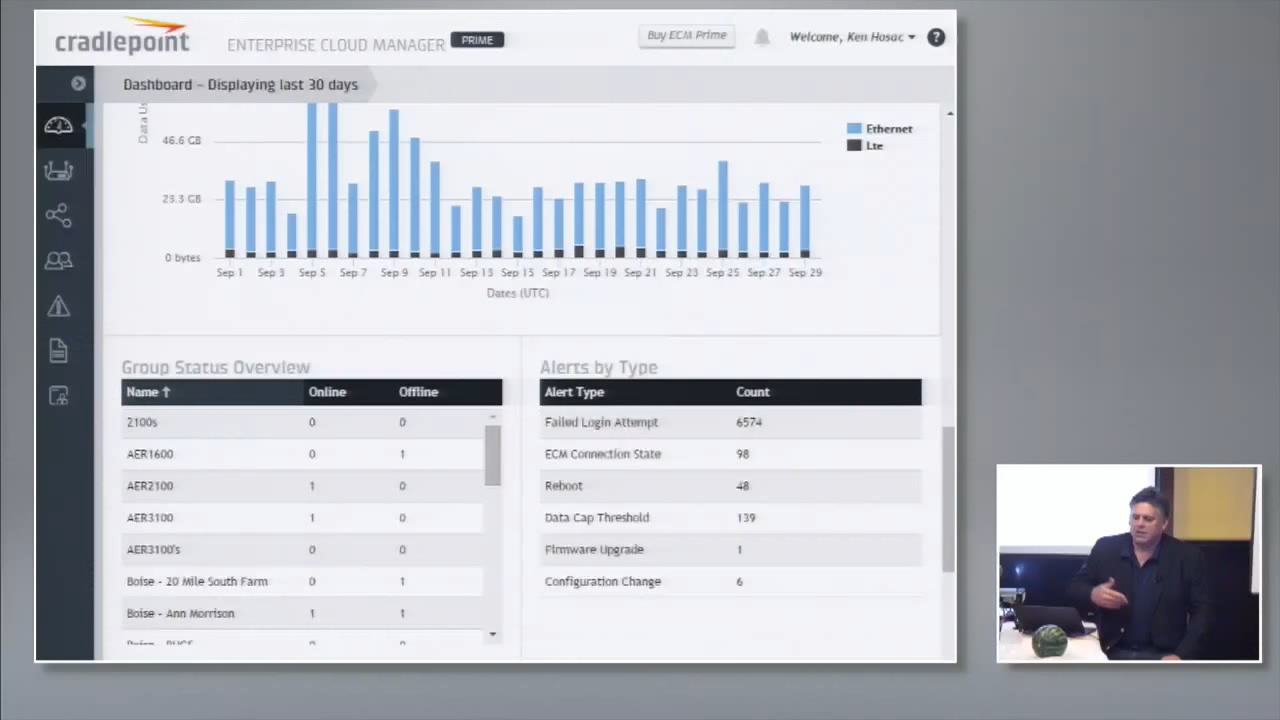 cradlepoint
ENTERPRISE CLOUD MANAGER PRIME
Buy ECM Prime
Welcome, Ken Hosac
?
Dashboard – Displaying last 30 days
46.6 GB
23.3 GB
0 bytes
Ethernet
Lte
Sep 1 Sep 3 Sep 5 Sep 7 Sep 9 Sep 11 Sep 13 Sep 15 Sep 17 Sep 19 Sep 21 Sep 23 Sep 25 Sep 27 Sep 29
Dates (UTC)
Group Status Overview
Name ↑ Online Offline
2100s 0 0
AER1600 0 1
AER2100 1 0
AER3100 1 0
AER3100's 0 0
Boise - 20 Mile South Farm 0 1
Boise - Ann Morrison 1 1
Alerts by Type
Alert Type Count
Failed Login Attempt 6574
ECM Connection State 98
Reboot 48
Data Cap Threshold 139
Firmware Upgrade 1
Configuration Change 6